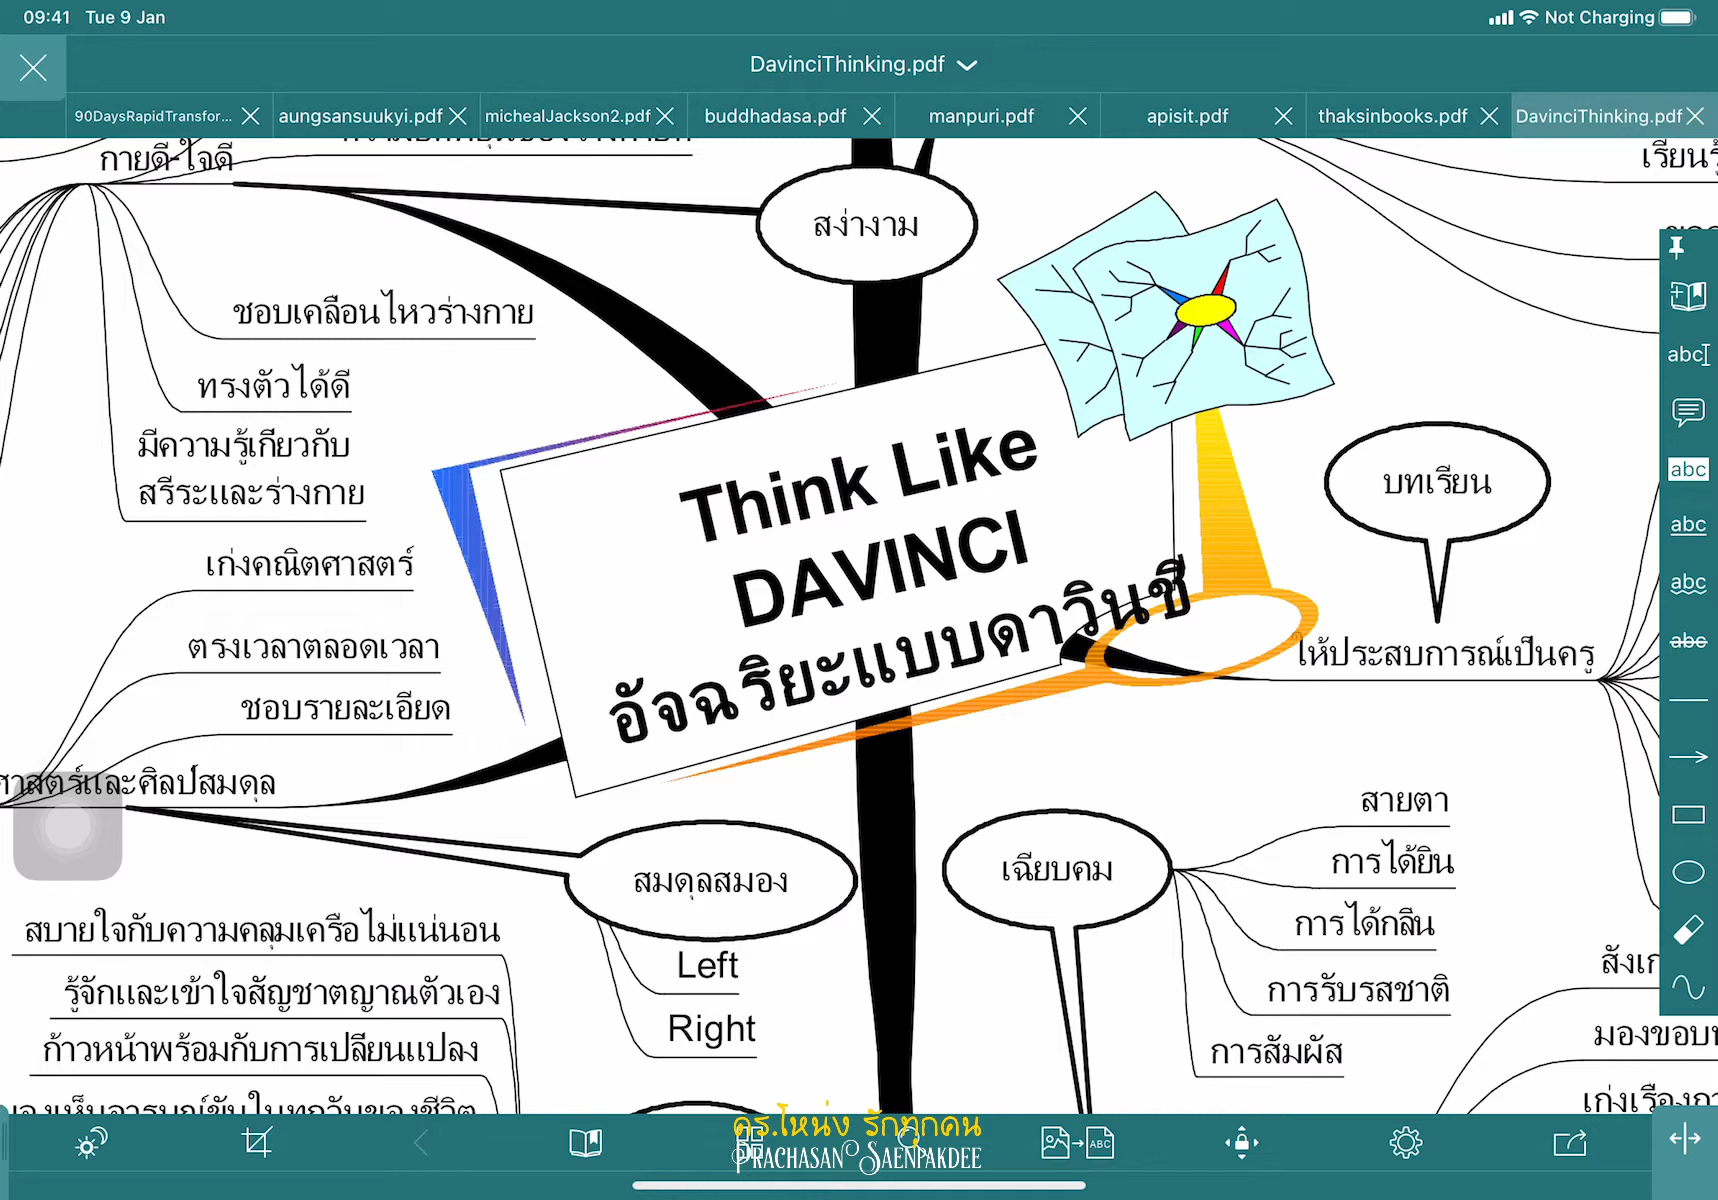 09:41 Tue 9 Jan
Not Charging
DavinciThinking.pdf
90DaysRapidTransfor...
aungsansuukyi.pdf
michealJackson2.pdf
buddhadasa.pdf
manpuri.pdf
apisit.pdf
thaksinbooks.pdf
DavinciThinking.pdf
กายดี-ใจดี
สง่างาม
เรียนรู้
ชอบเคลื่อนไหวร่างกาย
ทรงตัวได้ดี
มีความรู้เกี่ยวกับ
สรีระและร่างกาย
Think Like
DAVINCI
อัจฉริยะแบบดาวินชี
บทเรียน
ให้ประสบการณ์เป็นครู
เก่งคณิตศาสตร์
ตรงเวลาตลอดเวลา
ชอบรายละเอียด
ศาสตร์และศิลป์สมดุล
สมดุลสมอง
Left
Right
เฉียบคม
สายตา
การได้ยิน
การได้กลิ่น
การรับรสชาติ
การสัมผัส
สบายใจกับความคลุมเครือไม่แน่นอน
รู้จักและเข้าใจสัญชาตญาณตัวเอง
ก้าวหน้าพร้อมกับการเปลี่ยนแปลง
abc
abc
abc
abc
abc
ABC
ดร.ไหน่ง รักทุกคน
Prachasan Saenpakdee